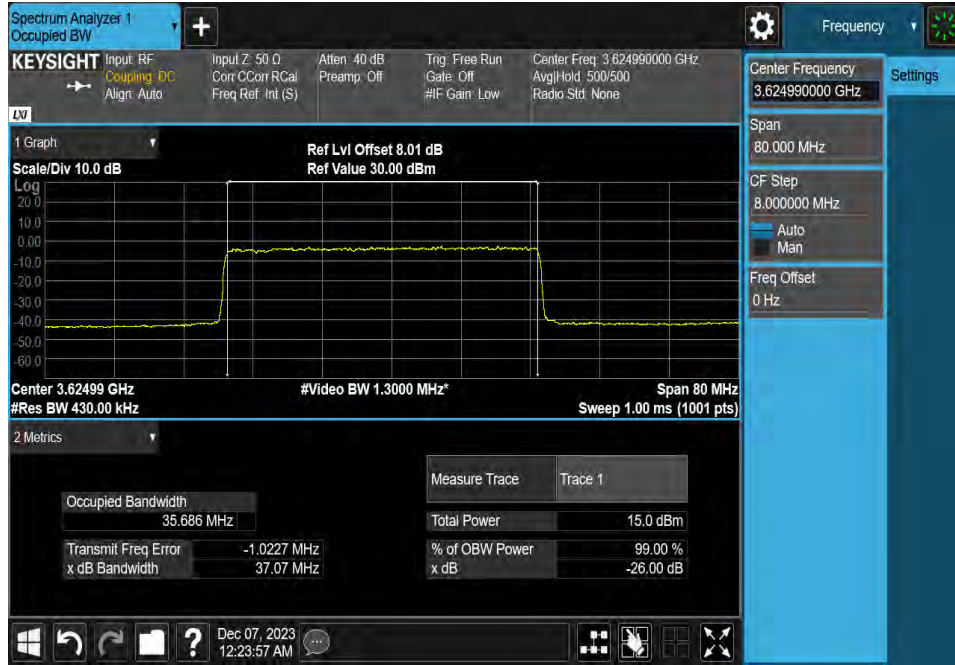 Spectrum Analyzer 1
Occupied BW
+
Frequency
KEYSIGHT
Input: RF
Coupling: DC
Align: Auto
Input Z: 50 Ω
Corr CCorr RCal
Freq Ref: Int (S)
Atten: 40 dB
Preamp: Off
Trig: Free Run
Gate: Off
#IF Gain: Low
Center Freq: 3.624990000 GHz
Avg|Hold: 500/500
Radio Std: None
LXI
Center Frequency
3.624990000 GHz
Settings
Span
80.000 MHz
CF Step
8.000000 MHz
Auto
Man
Freq Offset
0 Hz
1 Graph
Scale/Div 10.0 dB
Ref Lvl Offset 8.01 dB
Ref Value 30.00 dBm
Log
20.0
10.0
0.00
-10.0
-20.0
-30.0
-40.0
-50.0
-60.0
Center 3.62499 GHz
#Video BW 1.3000 MHz*
Span 80 MHz
#Res BW 430.00 kHz
Sweep 1.00 ms (1001 pts)
2 Metrics
Measure Trace
Trace 1
Occupied Bandwidth
35.686 MHz
Total Power
15.0 dBm
Transmit Freq Error
-1.0227 MHz
% of OBW Power
99.00 %
x dB Bandwidth
37.07 MHz
x dB
-26.00 dB
?
Dec 07, 2023
12:23:57 AM